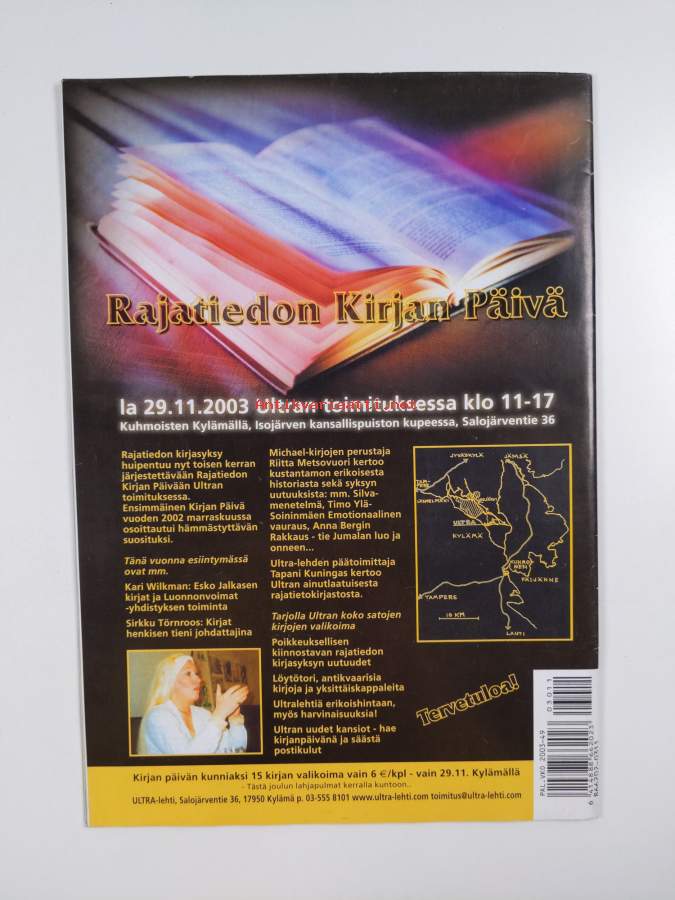 Rajatiedon Kirjan Päivä
la 29.11.2003 Ultran toimituksessa klo 11-17
Kuhmoisten Kylämällä, Isojärven kansallispuiston kupeessa, Salojärventie 36
Rajatiedon kirjasyksy
huipentuu nyt toisen kerran
järjestettävään Rajatiedon
Kirjan Päivään Ultran
toimituksessa.
Ensimmäinen Kirjan Päivä
vuoden 2002 marraskuussa
osoittautui hämmästyttävän
suosituksi.
Tänä vuonna esiintymässä
ovat mm.
Kari Wilkman: Esko Jalkasen
kirjat ja Luonnonvoimat
-yhdistyksen toiminta
Sirkku Törnroos: Kirjat
henkisen tieni johdattajina
Michael-kirjojen perustaja
Riitta Metsovuori kertoo
kustantamon erikoisesta
historiasta sekä syksyn
uutuuksista: mm. Silva-
menetelmä, Timo Ylä-
Soininmäen Emotionaalinen
vauraus, Anna Bergin
Rakkaus - tie Jumalan luo ja
onneen...
Ultra-lehden päätoimittaja
Tapani Kuningas kertoo
Ultran ainutlaatuisesta
rajatietokirjastosta.
Tarjolla Ultran koko satojen
kirjojen valikoima
Poikkeuksellisen
kiinnostavan rajatiedon
kirjasyksyn uutuudet
Löytötori, antikvaarisia
kirjoja ja yksittäiskappaleita
Ultralehtiä erikoishintaan,
myös harvinaisuuksia!
Ultran uudet kansiot - hae
kirjanpäivänä ja säästä
postikulut
JYVÄSKYLÄ
JÄMSÄ
TAM-
PERE
ULTRA
KYLÄMÄ
KUHMO-
INEN
PÄIJÄNNE
TAMPERE
10 KM
LAHTI
Tervetuloa!
03011
PAL.VKO 2003-49
6 414886 642023
Kirjan päivän kunniaksi 15 kirjan valikoima vain 6 €/kpl - vain 29.11. Kylämällä
- Tästä joulun lahjapulmat kerralla kuntoon..
ULTRA-lehti, Salojärventie 36, 17950 Kylämä p. 03-555 8101 www.ultra-lehti.com toimitus@ultra-lehti.com